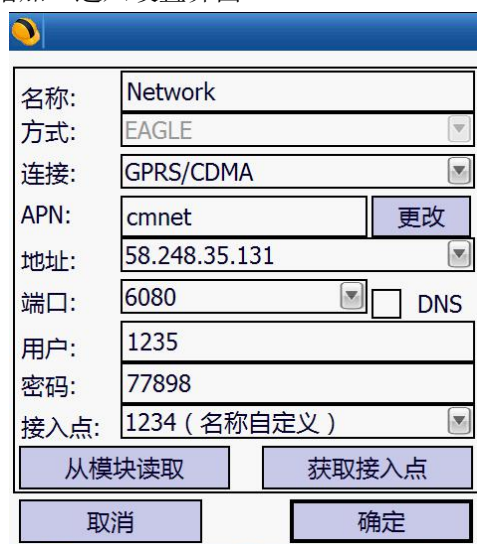 名称: Network
方式: EAGLE
连接: GPRS/CDMA
APN: cmnet 更改
地址: 58.248.35.131
端口: 6080 DNS
用户: 1235
密码: 77898
接入点: 1234（名称自定义）
从模块读取 获取接入点
取消 确定